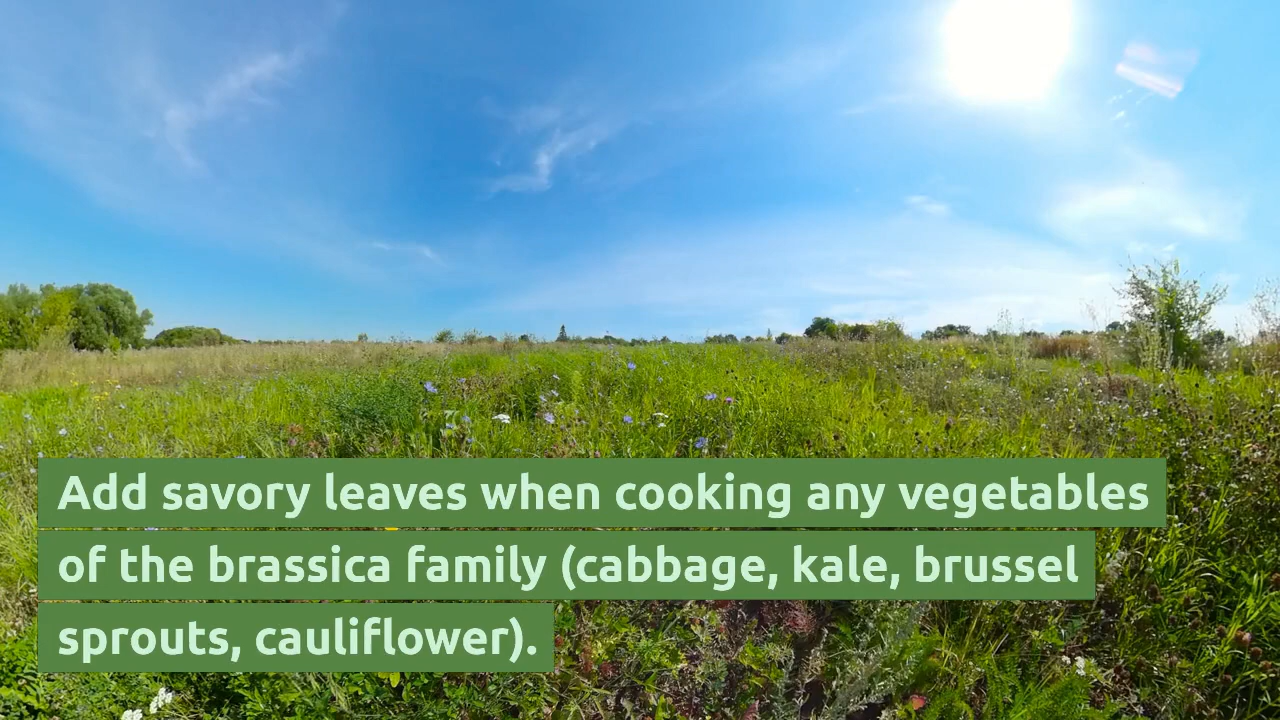 Add savory leaves when cooking any vegetables
of the brassica family (cabbage, kale, brussel
sprouts, cauliflower).